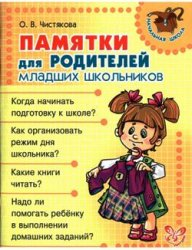 О. В. Чистякова
НАЧАЛЬНАЯ ШКОЛА
ПАМЯТКИ
для РОДИТЕЛЕЙ
МЛАДШИХ ШКОЛЬНИКОВ
Когда начинать
подготовку к школе?
Как организовать
режим дня
школьника?
Какие книги
читать?
Надо ли
помогать ребёнку
в выполнении
домашних заданий?